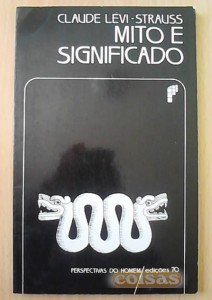 CLAUDE LÉVI-STRAUSS
MITO E
SIGNIFICADO
PERSPECTIVAS DO HOMEM/edições 70
coisas